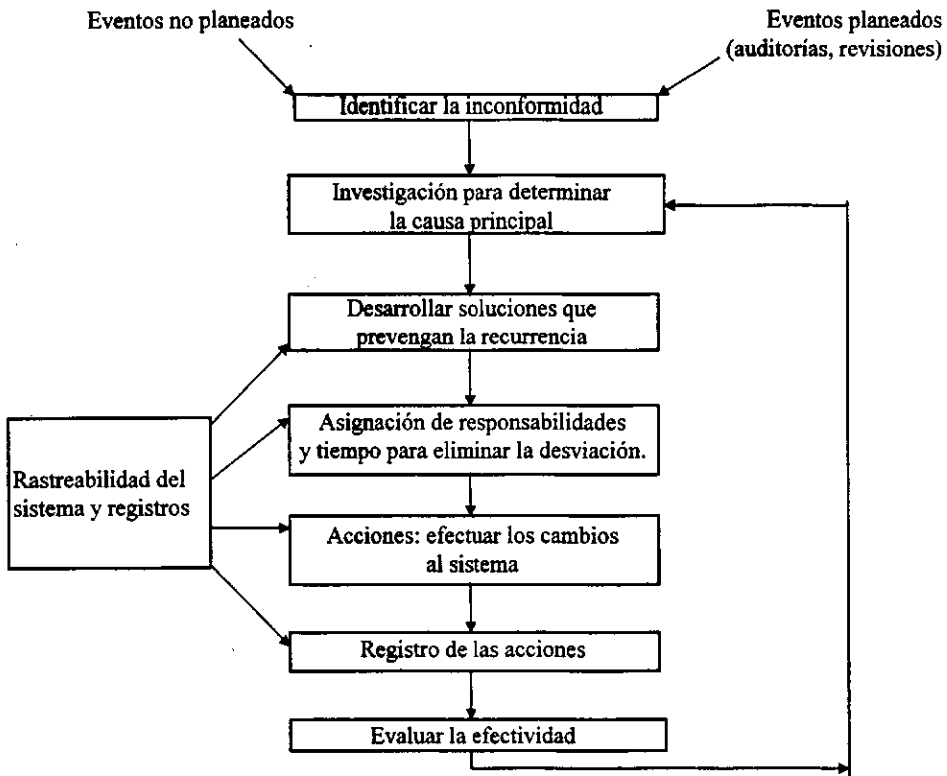 Eventos no planeados
Eventos planeados
(auditorías, revisiones)
Identificar la inconformidad
Investigación para determinar
la causa principal
Desarrollar soluciones que
prevengan la recurrencia
Asignación de responsabilidades
y tiempo para eliminar la desviación.
Rastreabilidad del
sistema y registros
Acciones: efectuar los cambios
al sistema
Registro de las acciones
Evaluar la efectividad